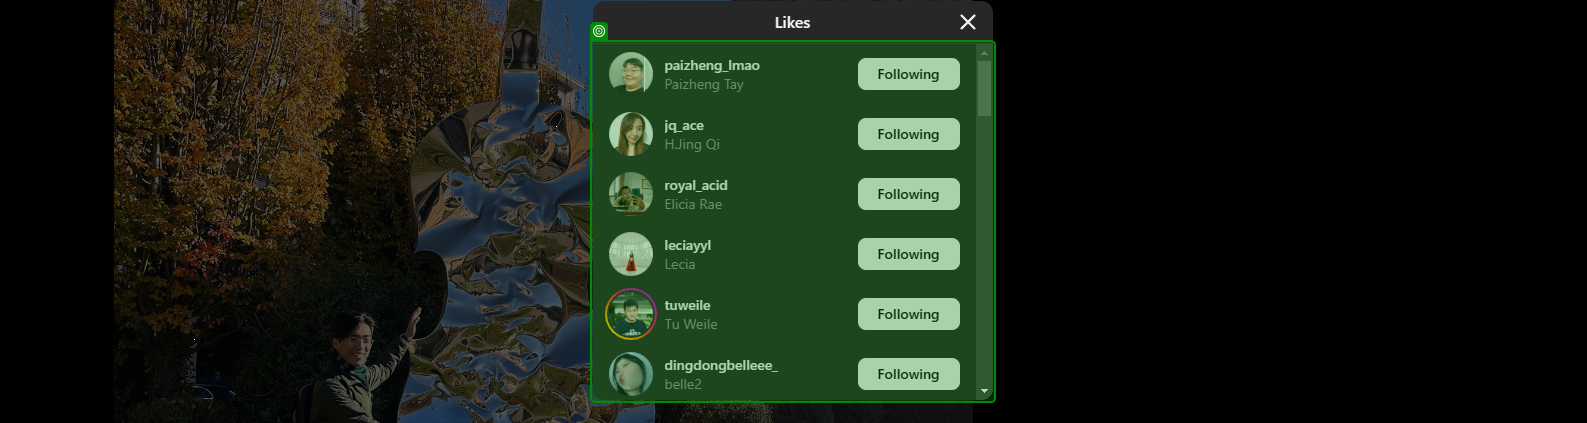 Likes
paizheng_lmao
Paizheng Tay
Following
jq_ace
H.Jing Qi
Following
royal_acid
Elicia Rae
Following
leciayyl
Lecia
Following
tuweile
Tu Weile
Following
dingdongbelleee_
belle2
Following